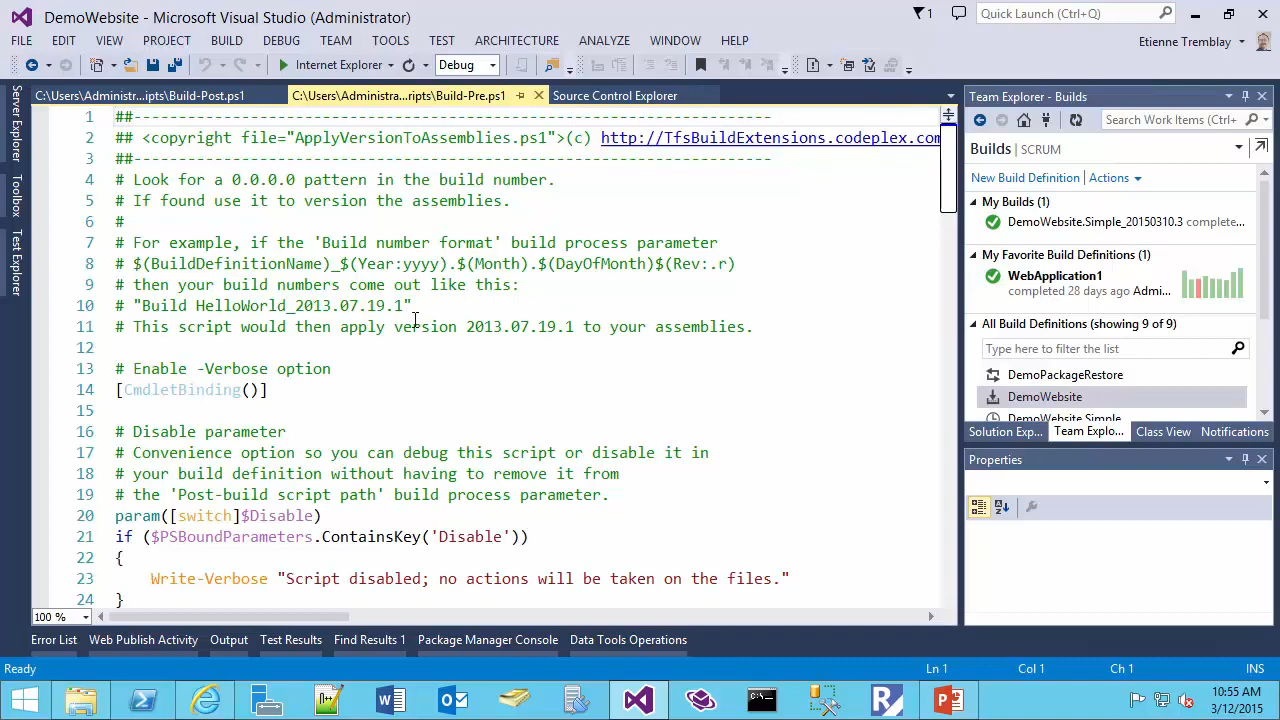 DemoWebsite - Microsoft Visual Studio (Administrator)
1
Quick Launch (Ctrl+Q)
FILE EDIT VIEW PROJECT BUILD DEBUG TEAM TOOLS TEST ARCHITECTURE ANALYZE WINDOW HELP
Etienne Tremblay
Internet Explorer
Debug
C:\Users\Administr...ipts\Build-Post.ps1
C:\Users\Administra...ripts\Build-Pre.ps1
Source Control Explorer
Server Explorer
Toolbox
Test Explorer
1 ##-----------------------------------------------------------------------
2 ## <copyright file="ApplyVersionToAssemblies.ps1">(c) http://TfsBuildExtensions.codeplex.com
3 ##-----------------------------------------------------------------------
4 # Look for a 0.0.0.0 pattern in the build number.
5 # If found use it to version the assemblies.
6 #
7 # For example, if the 'Build number format' build process parameter
8 # $(BuildDefinitionName)_$(Year:yyyy).$(Month).$(DayOfMonth)$(Rev:.r)
9 # then your build numbers come out like this:
10 # "Build HelloWorld_2013.07.19.1"
11 # This script would then apply version 2013.07.19.1 to your assemblies.
12
13 # Enable -Verbose option
14 [CmdletBinding()]
15
16 # Disable parameter
17 # Convenience option so you can debug this script or disable it in
18 # your build definition without having to remove it from
19 # the 'Post-build script path' build process parameter.
20 param([switch]$Disable)
21 if ($PSBoundParameters.ContainsKey('Disable'))
22 {
23 Write-Verbose "Script disabled; no actions will be taken on the files."
24 }
100 %
Team Explorer - Builds
Search Work Items (Ctrl+
Builds | SCRUM
New Build Definition | Actions
My Builds (1)
DemoWebsite.Simple_20150310.3 complete...
My Favorite Build Definitions (1)
WebApplication1
completed 28 days ago Admi...
All Build Definitions (showing 9 of 9)
Type here to filter the list
DemoPackageRestore
DemoWebsite
DemoWebsite.Simple
Solution Exp... Team Explo... Class View Notifications
Properties
Error List Web Publish Activity Output Test Results Find Results 1 Package Manager Console Data Tools Operations
Ready
Ln 1 Col 1 Ch 1 INS
10:55 AM
3/12/2015